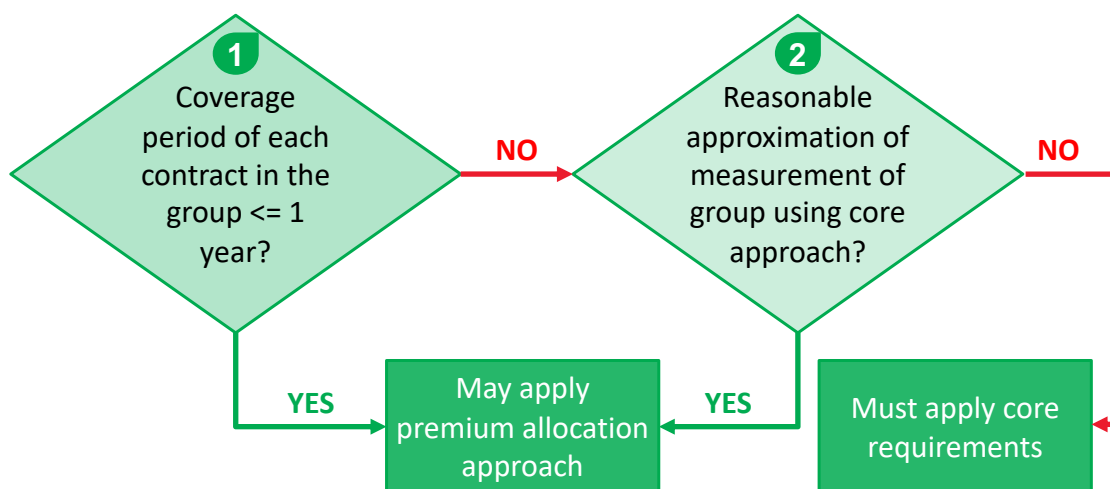 1
Coverage
period of each
contract in the
group <= 1
year?
NO
2
Reasonable
approximation of
measurement of
group using core
approach?
NO
YES
May apply
premium allocation
approach
YES
Must apply core
requirements